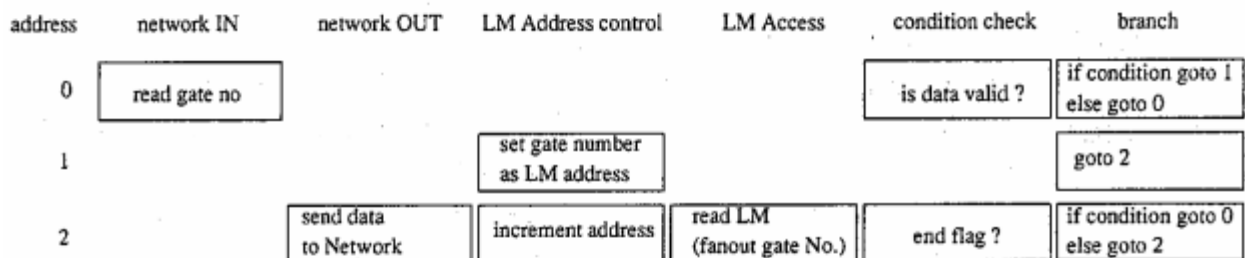 address network IN network OUT LM Address control LM Access condition check branch
0 read gate no is data valid ? if condition goto 1
else goto 0
1 set gate number
as LM address goto 2
2 send data
to Network increment address read LM
(fanout gate No.) end flag ? if condition goto 0
else goto 2